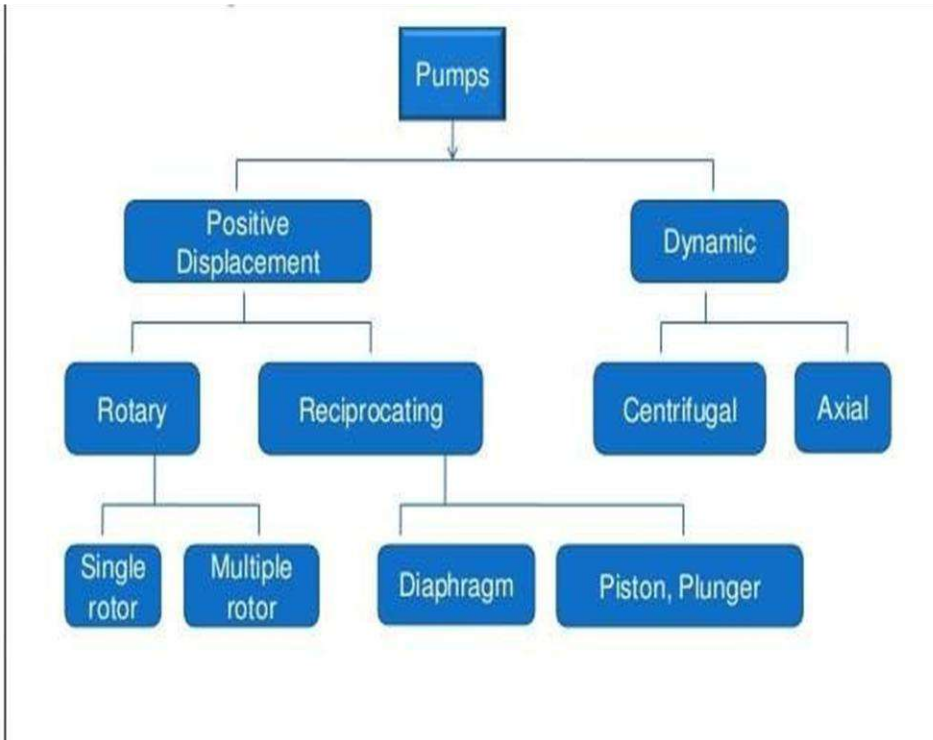 Pumps
Positive
Displacement
Dynamic
Rotary
Reciprocating
Centrifugal
Axial
Single
rotor
Multiple
rotor
Diaphragm
Piston, Plunger